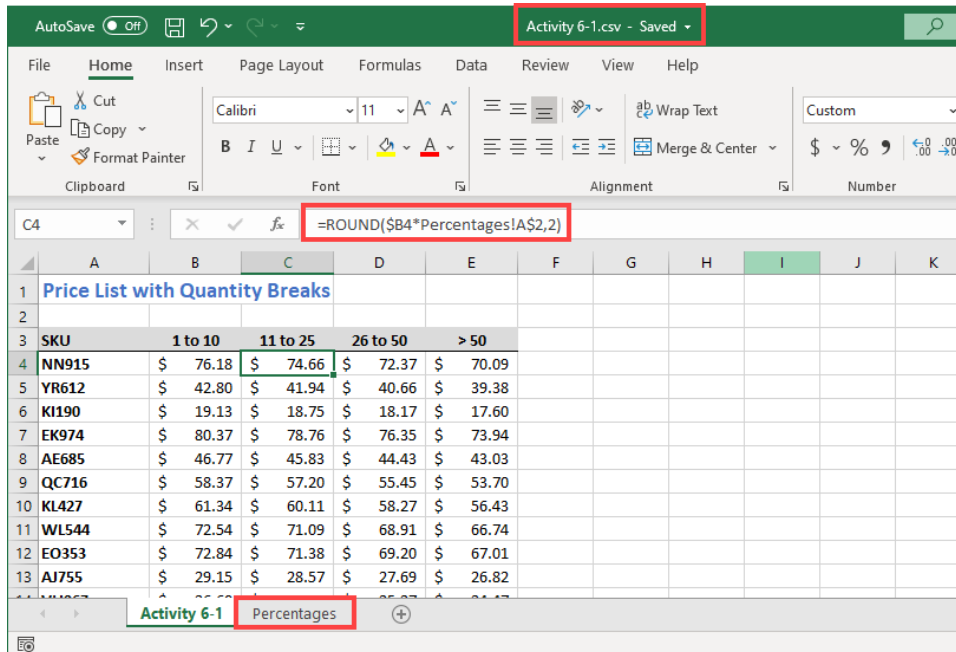 AutoSave Off Activity 6-1.csv - Saved
File Home Insert Page Layout Formulas Data Review View Help
Cut
Copy
Format Painter
Paste
Calibri 11 A^ A˅
B I U A
ab Wrap Text
Merge & Center
Custom
$ % 9 .00
Clipboard Font Alignment Number
C4 fx =ROUND($B4*Percentages!A$2,2)
A B C D E F G H I J K
1 Price List with Quantity Breaks
2
3 SKU 1 to 10 11 to 25 26 to 50 > 50
4 NN915 $ 76.18 $ 74.66 $ 72.37 $ 70.09
5 YR612 $ 42.80 $ 41.94 $ 40.66 $ 39.38
6 KI190 $ 19.13 $ 18.75 $ 18.17 $ 17.60
7 EK974 $ 80.37 $ 78.76 $ 76.35 $ 73.94
8 AE685 $ 46.77 $ 45.83 $ 44.43 $ 43.03
9 QC716 $ 58.37 $ 57.20 $ 55.45 $ 53.70
10 KL427 $ 61.34 $ 60.11 $ 58.27 $ 56.43
11 WL544 $ 72.54 $ 71.09 $ 68.91 $ 66.74
12 EO353 $ 72.84 $ 71.38 $ 69.20 $ 67.01
13 AJ755 $ 29.15 $ 28.57 $ 27.69 $ 26.82
Activity 6-1 Percentages